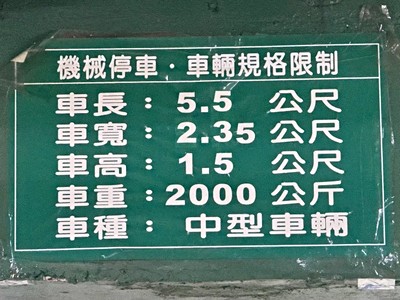 機械停車·車輛規格限制
車長：5.5 公尺
車寬：2.35 公尺
車高：1.5 公尺
車重：2000 公斤
車種：中型車輛